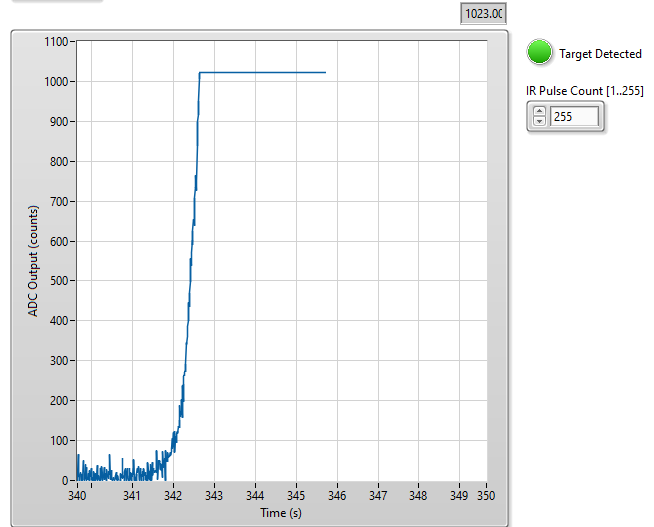 1023.00
Target Detected
IR Pulse Count [1..255]
255
ADC Output (counts)
1100
1000
900
800
700
600
500
400
300
200
100
0
340 341 342 343 344 345 346 347 348 349 350
Time (s)